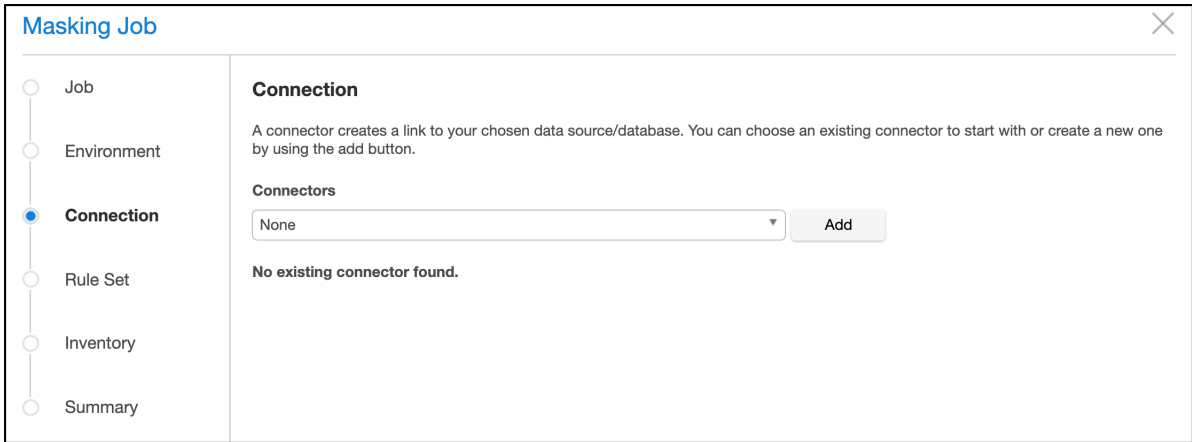 Masking Job
Job
Environment
Connection
Rule Set
Inventory
Summary
Connection
A connector creates a link to your chosen data source/database. You can choose an existing connector to start with or create a new one
by using the add button.
Connectors
None
Add
No existing connector found.